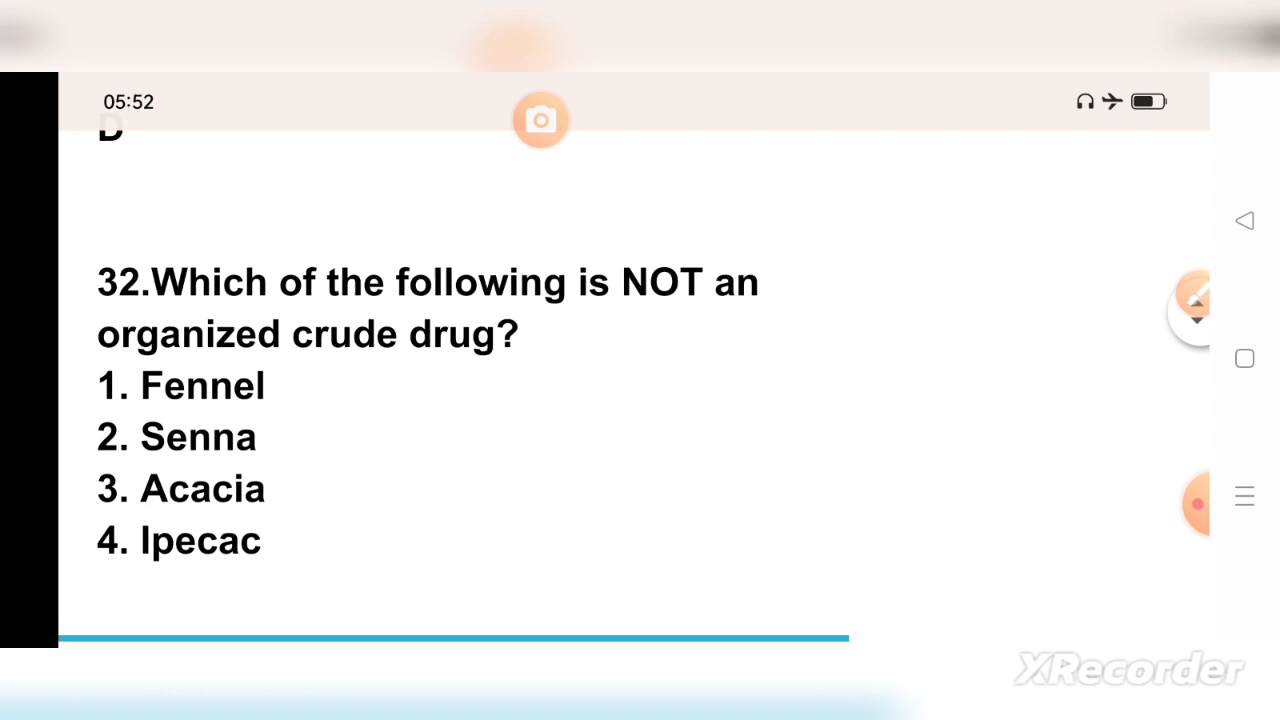 05:52
D
32.Which of the following is NOT an
organized crude drug?
1. Fennel
2. Senna
3. Acacia
4. Ipecac
XRecorder